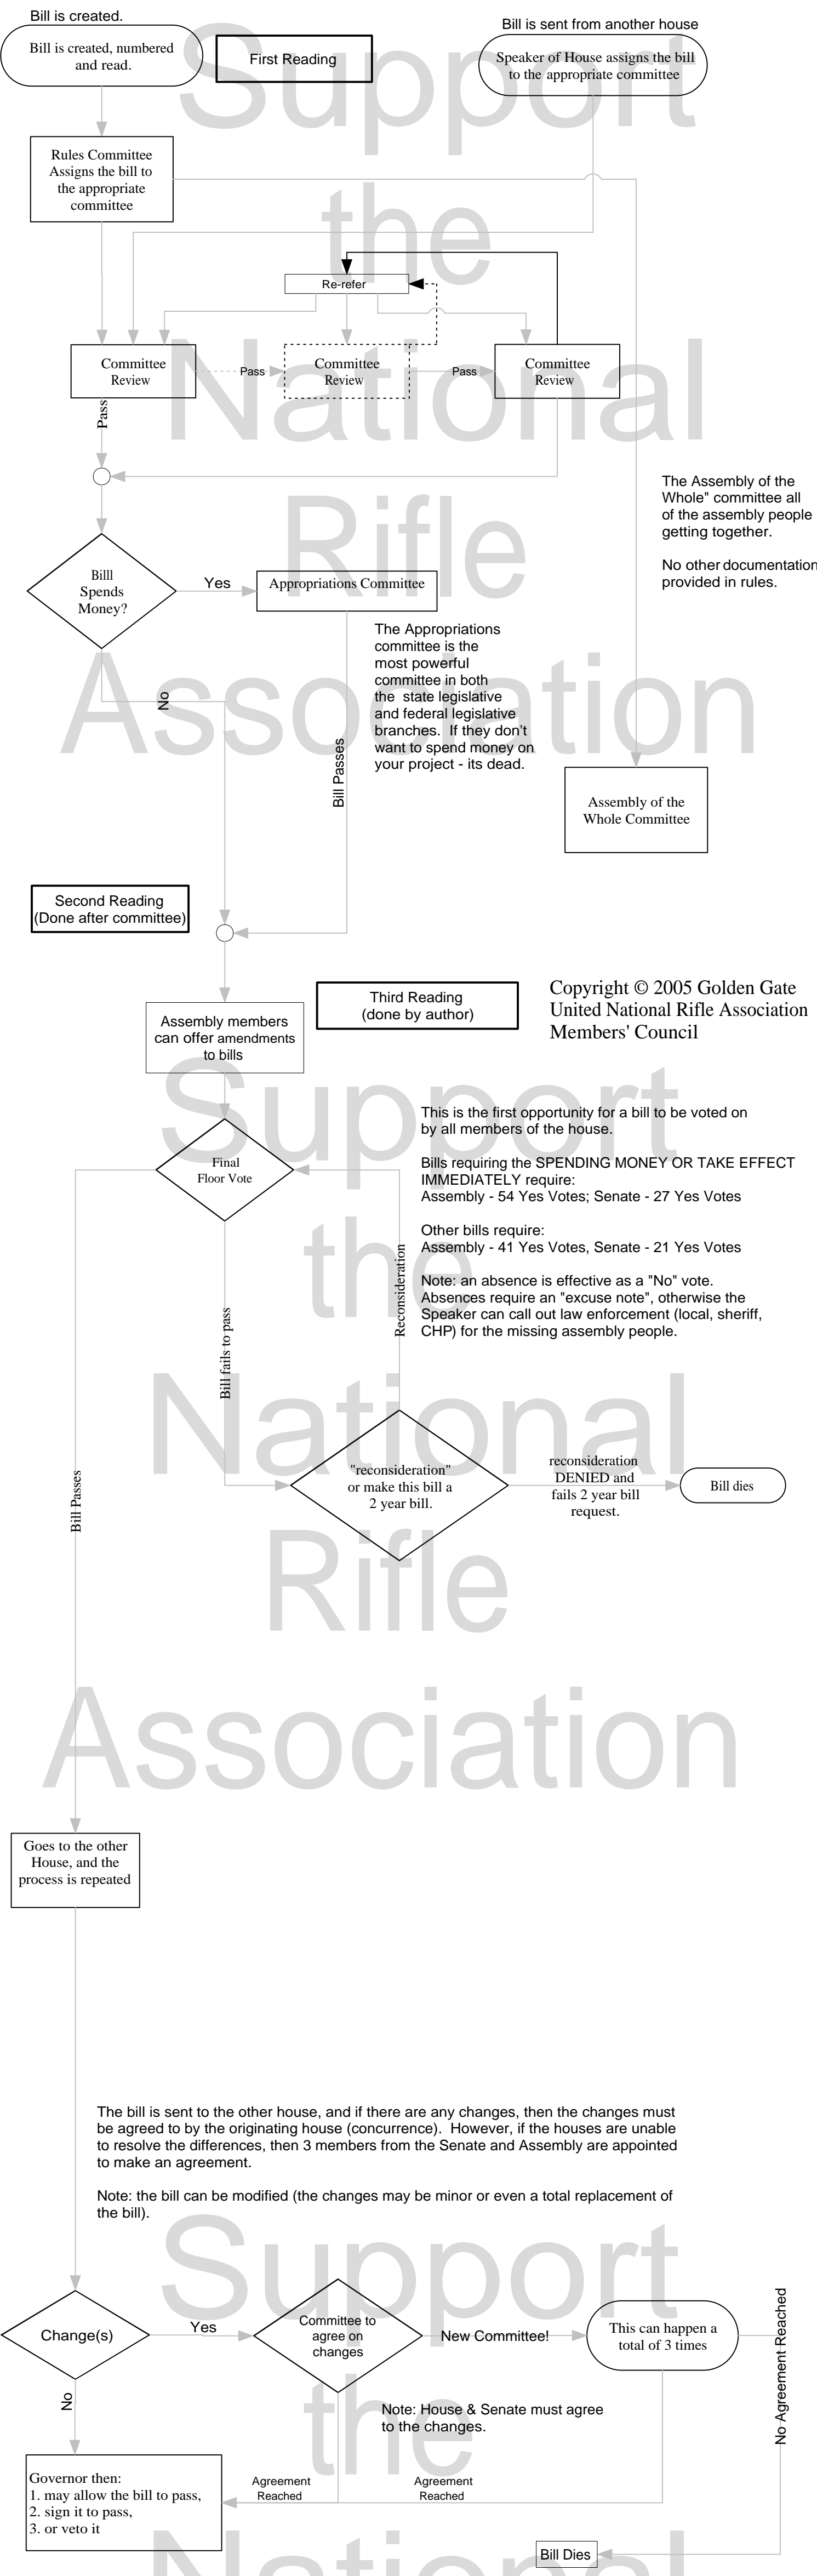 Bill is created.
Bill is created, numbered
and read.
First Reading
Bill is sent from another house
Speaker of House assigns the bill
to the appropriate committee
Support
Rules Committee
Assigns the bill to
the appropriate
committee
the
Re-refer
Committee
Review
Pass
Committee
Review
Pass
Committee
Review
National
Pass
The Assembly of the
Whole" committee all
of the assembly people
getting together.
No other documentation
provided in rules.
Rifle
Billl
Spends
Money?
Yes
Appropriations Committee
The Appropriations
committee is the
most powerful
committee in both
the state legislative
and federal legislative
branches. If they don't
want to spend money on
your project - its dead.
Association
No
Bill Passes
Assembly of the
Whole Committee
Second Reading
(Done after committee)
Third Reading
(done by author)
Copyright © 2005 Golden Gate
United National Rifle Association
Members' Council
Assembly members
can offer amendments
to bills
Support
This is the first opportunity for a bill to be voted on
by all members of the house.
Bills requiring the SPENDING MONEY OR TAKE EFFECT
IMMEDIATELY require:
Assembly - 54 Yes Votes; Senate - 27 Yes Votes
Other bills require:
Assembly - 41 Yes Votes, Senate - 21 Yes Votes
Note: an absence is effective as a "No" vote.
Absences require an "excuse note", otherwise the
Speaker can call out law enforcement (local, sheriff,
CHP) for the missing assembly people.
Final
Floor Vote
the
Reconsideration
Bill fails to pass
National
"reconsideration"
or make this bill a
2 year bill.
reconsideration
DENIED and
fails 2 year bill
request.
Bill dies
Bill Passes
Rifle
Association
Goes to the other
House, and the
process is repeated
The bill is sent to the other house, and if there are any changes, then the changes must
be agreed to by the originating house (concurrence). However, if the houses are unable
to resolve the differences, then 3 members from the Senate and Assembly are appointed
to make an agreement.
Note: the bill can be modified (the changes may be minor or even a total replacement of
the bill).
Support
Change(s)
Yes
Committee to
agree on
changes
New Committee!
This can happen a
total of 3 times
No Agreement Reached
No
Note: House & Senate must agree
to the changes.
the
Governor then:
1. may allow the bill to pass,
2. sign it to pass,
3. or veto it
Agreement
Reached
Agreement
Reached
Bill Dies
National